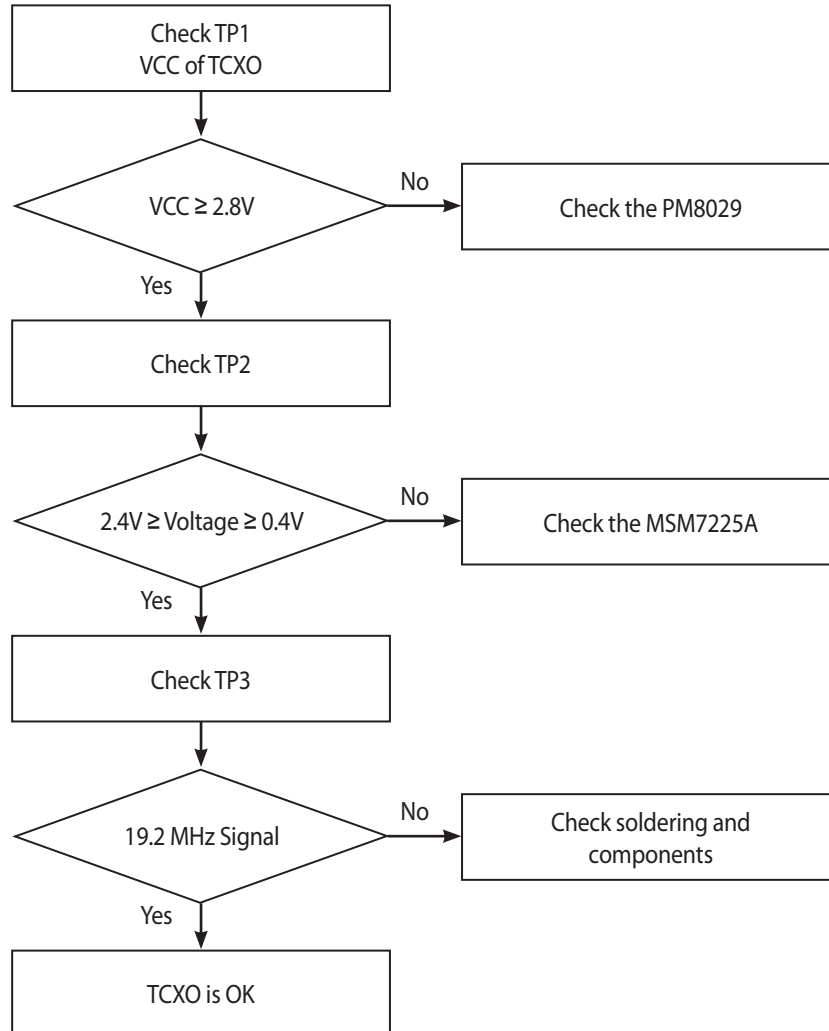 Check TP1
VCC of TCXO
VCC ≥ 2.8V
No
Check the PM8029
Yes
Check TP2
2.4V ≥ Voltage ≥ 0.4V
No
Check the MSM7225A
Yes
Check TP3
19.2 MHz Signal
No
Check soldering and
components
Yes
TCXO is OK